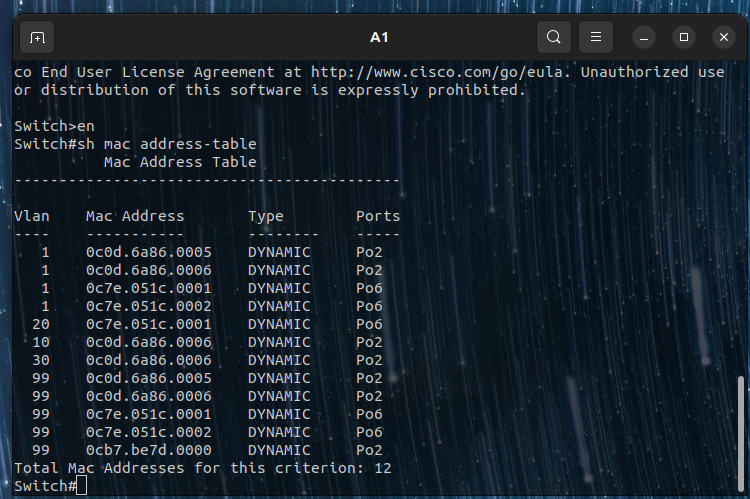 A1
co End User License Agreement at http://www.cisco.com/go/eula. Unauthorized use
or distribution of this software is expressly prohibited.
Switch>en
Switch#sh mac address-table
Mac Address Table
-------------------------------------------
Vlan    Mac Address       Type        Ports
----    -----------       --------    -----
   1    0c0d.6a86.0005    DYNAMIC     Po2
   1    0c0d.6a86.0006    DYNAMIC     Po2
   1    0c7e.051c.0001    DYNAMIC     Po6
   1    0c7e.051c.0002    DYNAMIC     Po6
  20    0c7e.051c.0001    DYNAMIC     Po6
  10    0c0d.6a86.0006    DYNAMIC     Po2
  30    0c0d.6a86.0006    DYNAMIC     Po2
  99    0c0d.6a86.0005    DYNAMIC     Po2
  99    0c0d.6a86.0006    DYNAMIC     Po2
  99    0c7e.051c.0001    DYNAMIC     Po6
  99    0c7e.051c.0002    DYNAMIC     Po6
  99    0cb7.be7d.0000    DYNAMIC     Po2
Total Mac Addresses for this criterion: 12
Switch#